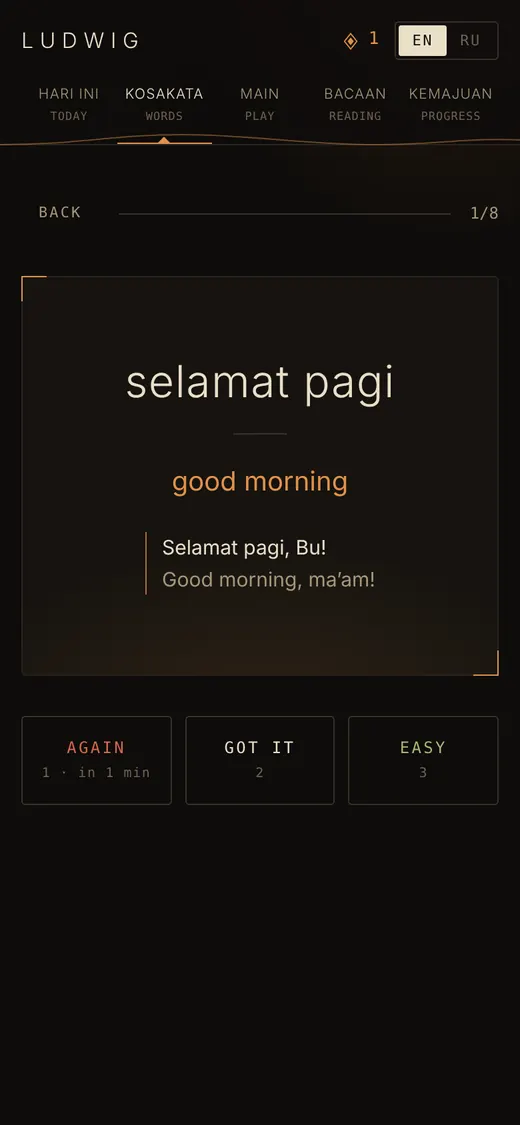 LUDWIG
1
EN RU
HARI INI KOSAKATA MAIN BACAAN KEMAJUAN
TODAY WORDS PLAY READING PROGRESS
BACK 1/8
selamat pagi
good morning
Selamat pagi, Bu!
Good morning, ma’am!
AGAIN GOT IT EASY
1 · in 1 min 2 3